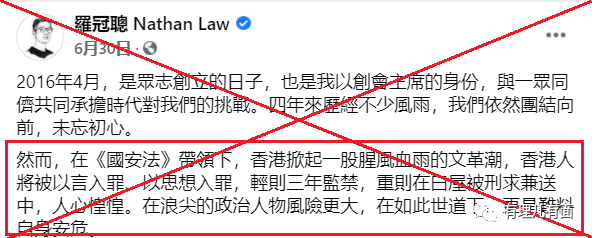 羅冠聰 Nathan Law
6月30日
2016年4月，是眾志創立的日子，也是我以創會主席的身份，與一眾同
儕共同承擔時代對我們的挑戰。四年來歷經不少風雨，我們依然團結向
前，未忘初心。
然而，在《國安法》帶領下，香港掀起一股腥風血雨的文革潮，香港人
將被以言入罪、以思想入罪，輕則三年監禁，重則在白屋被刑求兼送
中，人心惶惶。在浪尖的政治人物風險更大，在如此世道下，更是難料
自身安危。
有理儿有面